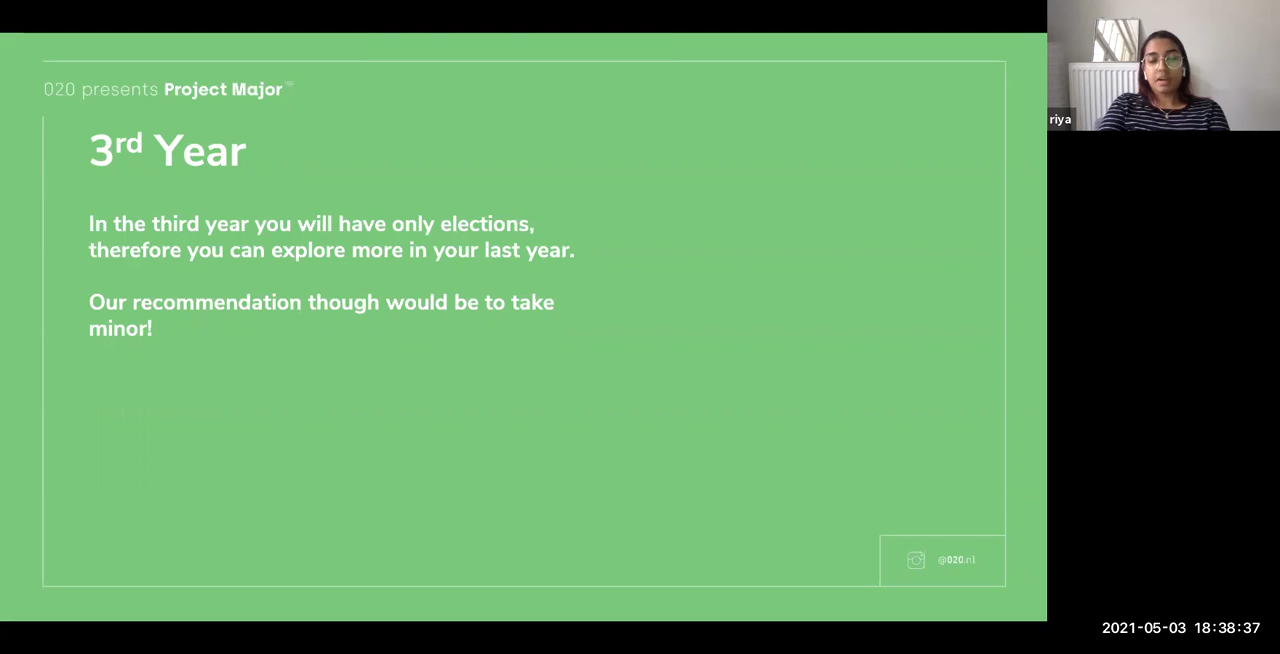 020 presents Project Major
3rd Year
In the third year you will have only elections,
therefore you can explore more in your last year.
Our recommendation though would be to take
minor!
@020.nl
riya
2021-05-03 18:38:37